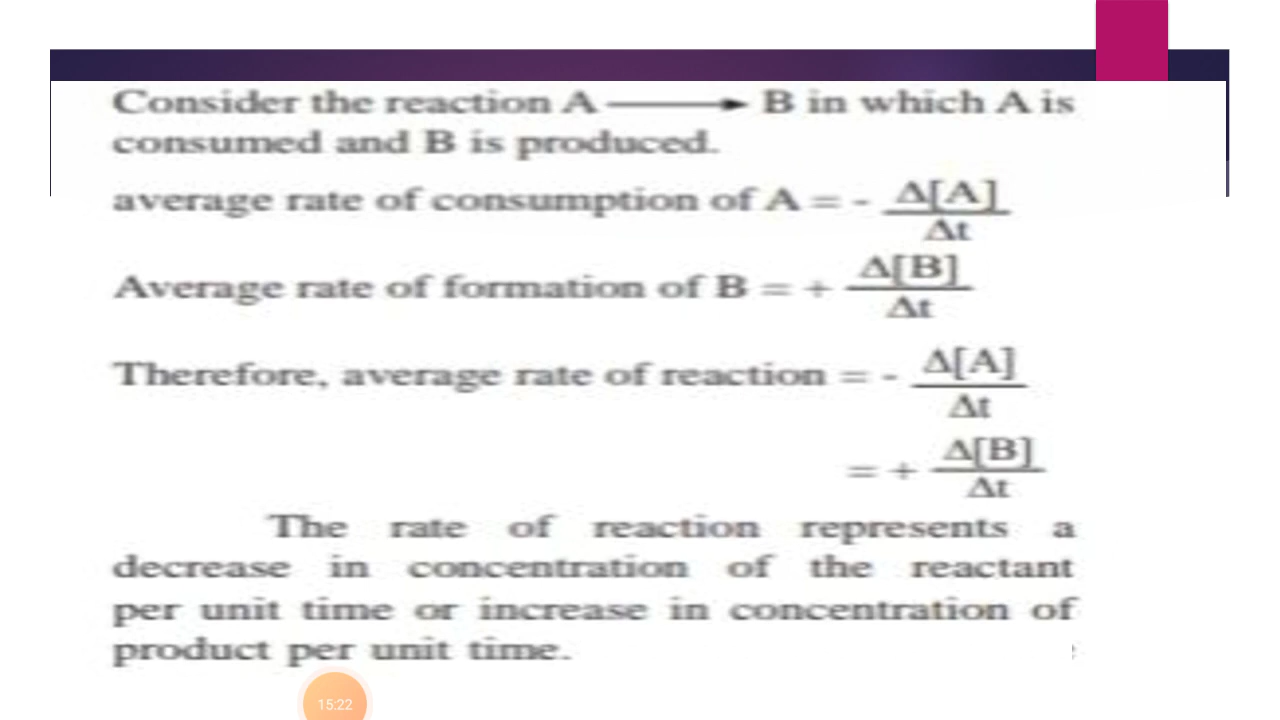 Consider the reaction A ⟶ B in which A is
consumed and B is produced.
average rate of consumption of A = - Δ[A]
Δt
Average rate of formation of B = + Δ[B]
Δt
Therefore, average rate of reaction = - Δ[A]
Δt
= + Δ[B]
Δt
The rate of reaction represents a
decrease in concentration of the reactant
per unit time or increase in concentration of
product per unit time.
15:22